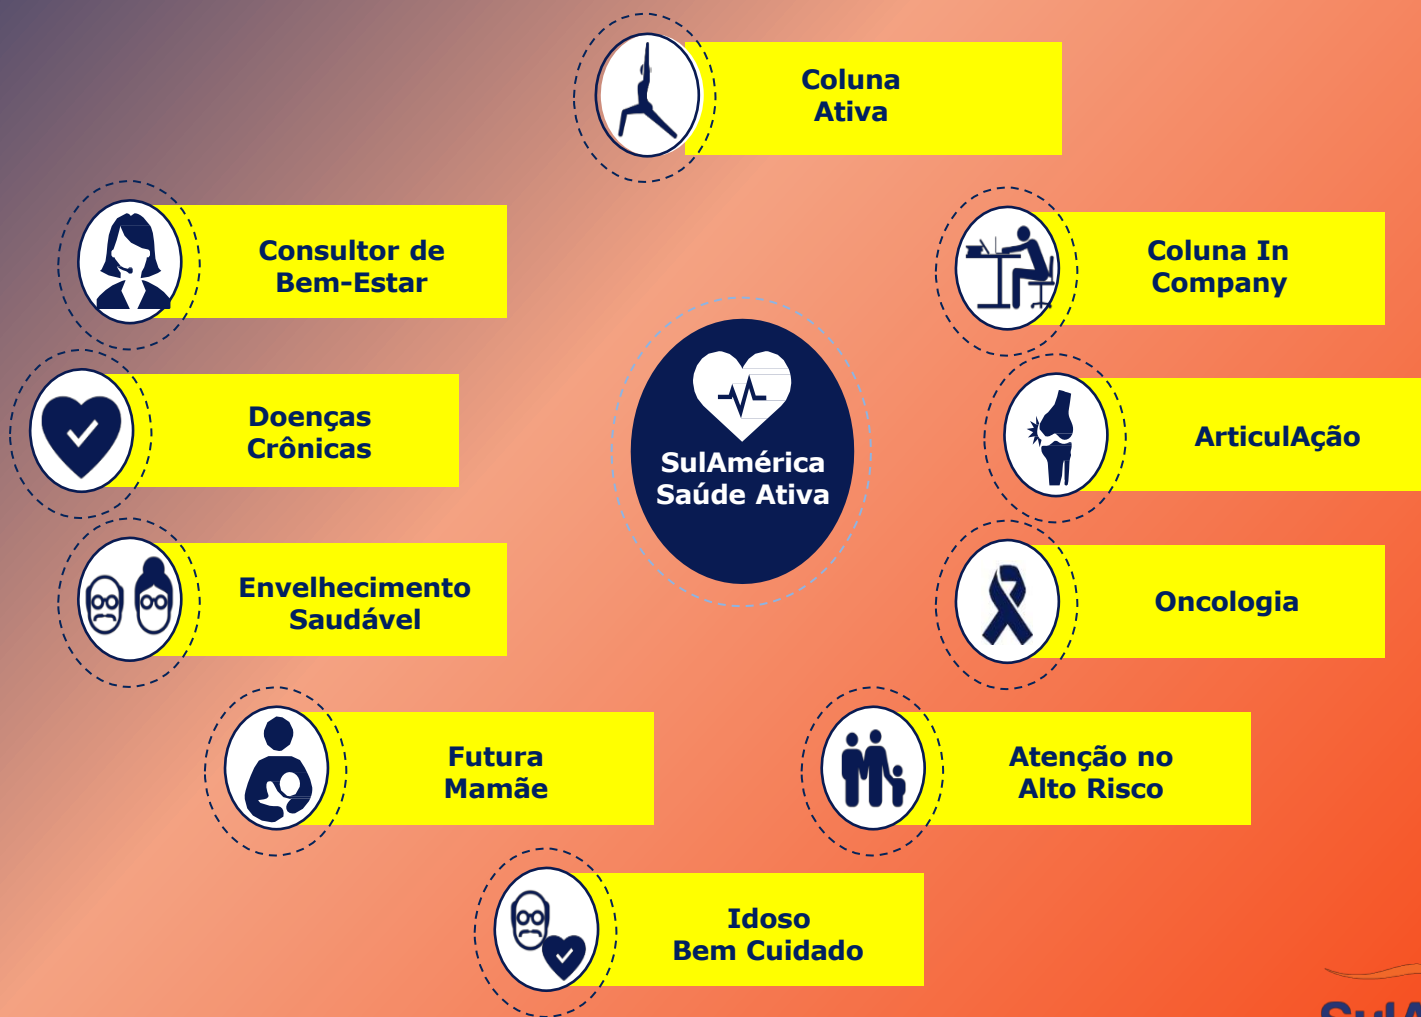 Coluna
Ativa
Consultor de
Bem-Estar
Coluna In
Company
Doenças
Crônicas
SulAmérica
Saúde Ativa
ArticulAção
Envelhecimento
Saudável
Oncologia
Futura
Mamãe
Atenção no
Alto Risco
Idoso
Bem Cuidado